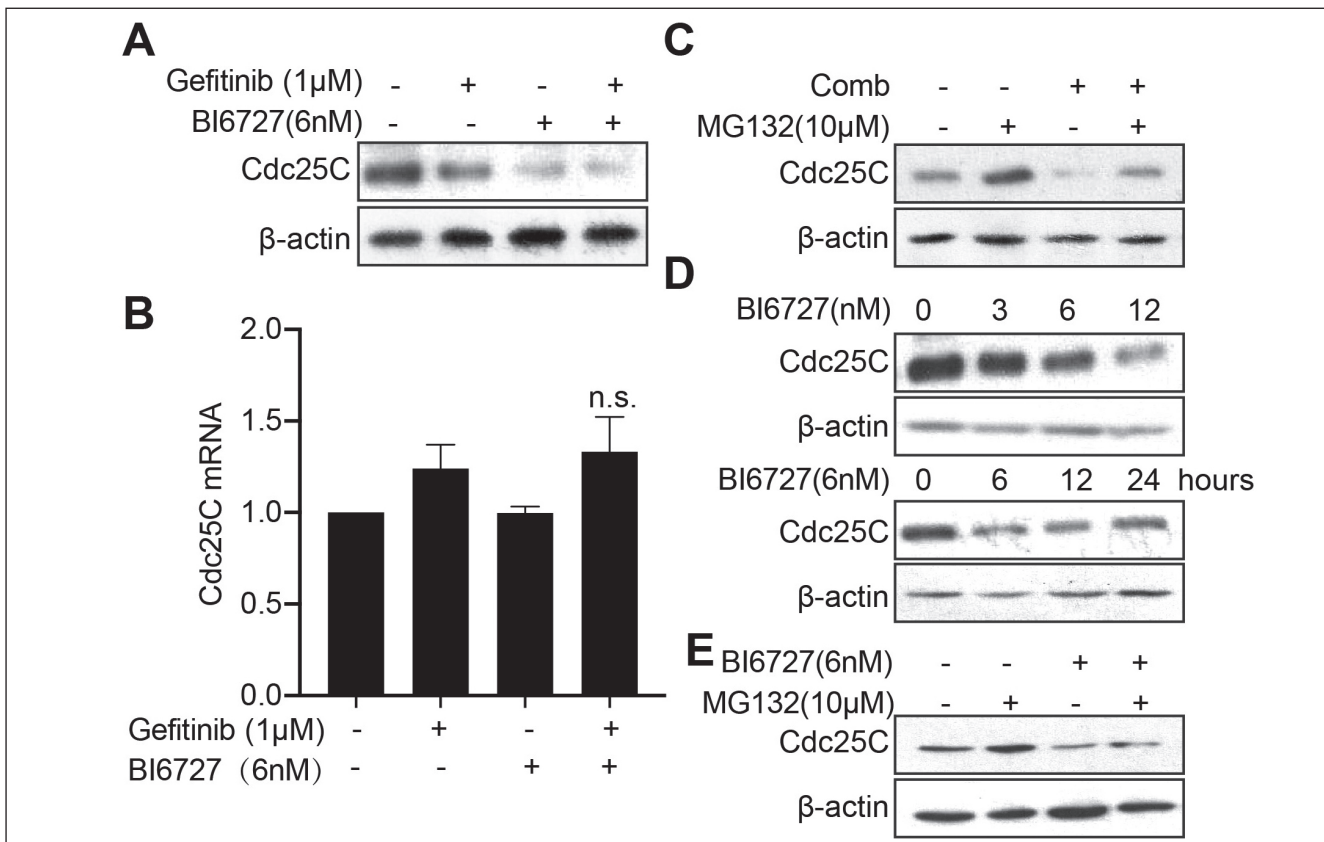 A
Gefitinib (1μM) - + - +
BI6727(6nM) - - + +
Cdc25C
β-actin
B
2.0
1.5
1.0
0.5
0.0
Cdc25C mRNA
n.s.
Gefitinib (1μM) - + - +
BI6727 (6nM) - - + +
C
Comb - - + +
MG132(10μM) - + - +
Cdc25C
β-actin
D
BI6727(nM) 0 3 6 12
Cdc25C
β-actin
BI6727(6nM) 0 6 12 24 hours
Cdc25C
β-actin
E
BI6727(6nM) - - + +
MG132(10μM) - + - +
Cdc25C
β-actin